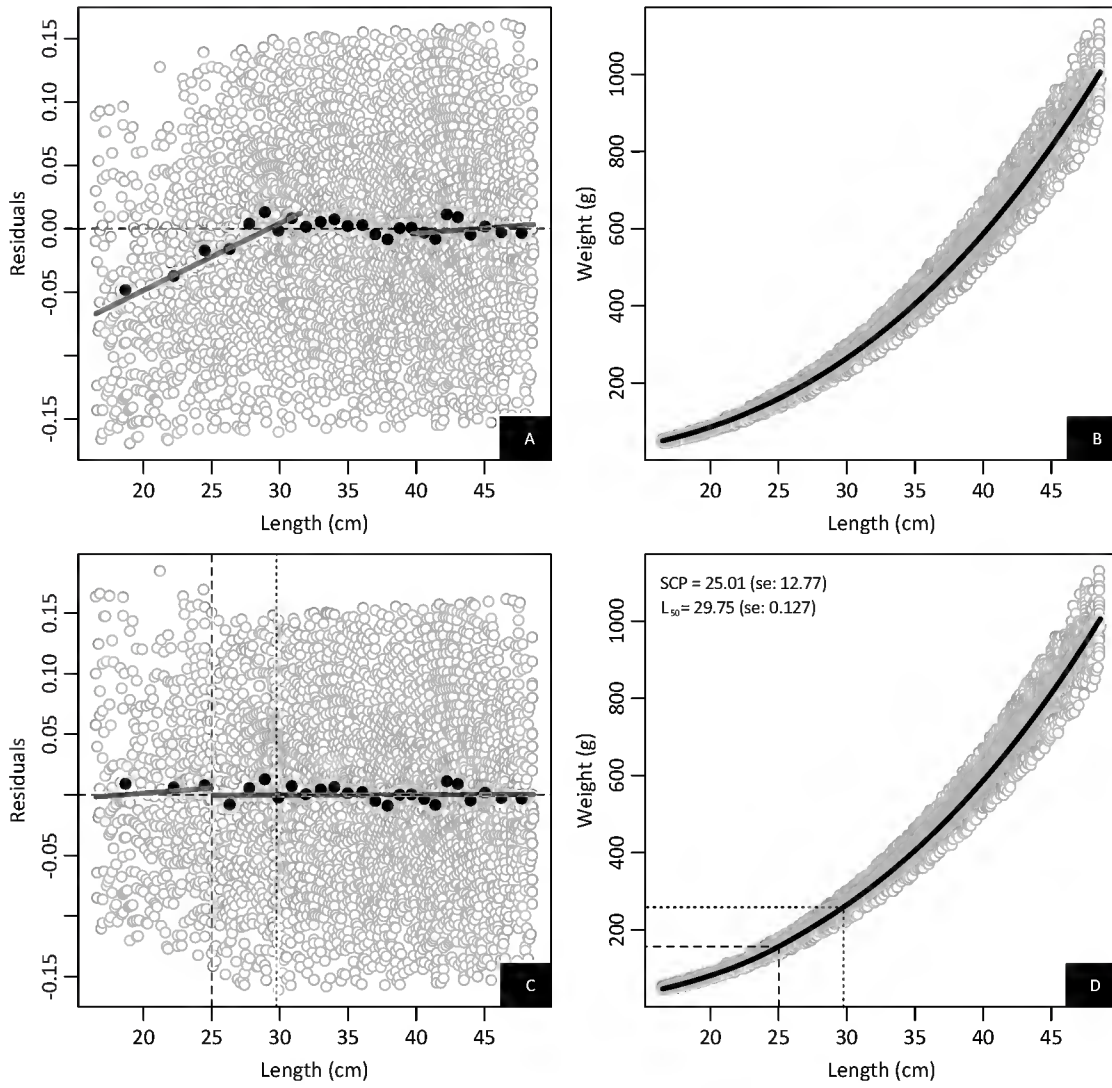 0.15
0.10
0.05
0.00
-0.05
-0.15
Residuals
20 25 30 35 40 45
Length (cm)
A
1000
800
600
400
200
Weight (g)
20 25 30 35 40 45
Length (cm)
B
0.15
0.10
0.05
-0.05
-0.15
Residuals
20 25 30 35 40 45
Length (cm)
C
SCP = 25.01 (se: 12.77)
L₅₀= 29.75 (se: 0.127)
1000
800
600
400
200
Weight (g)
20 25 30 35 40 45
Length (cm)
D